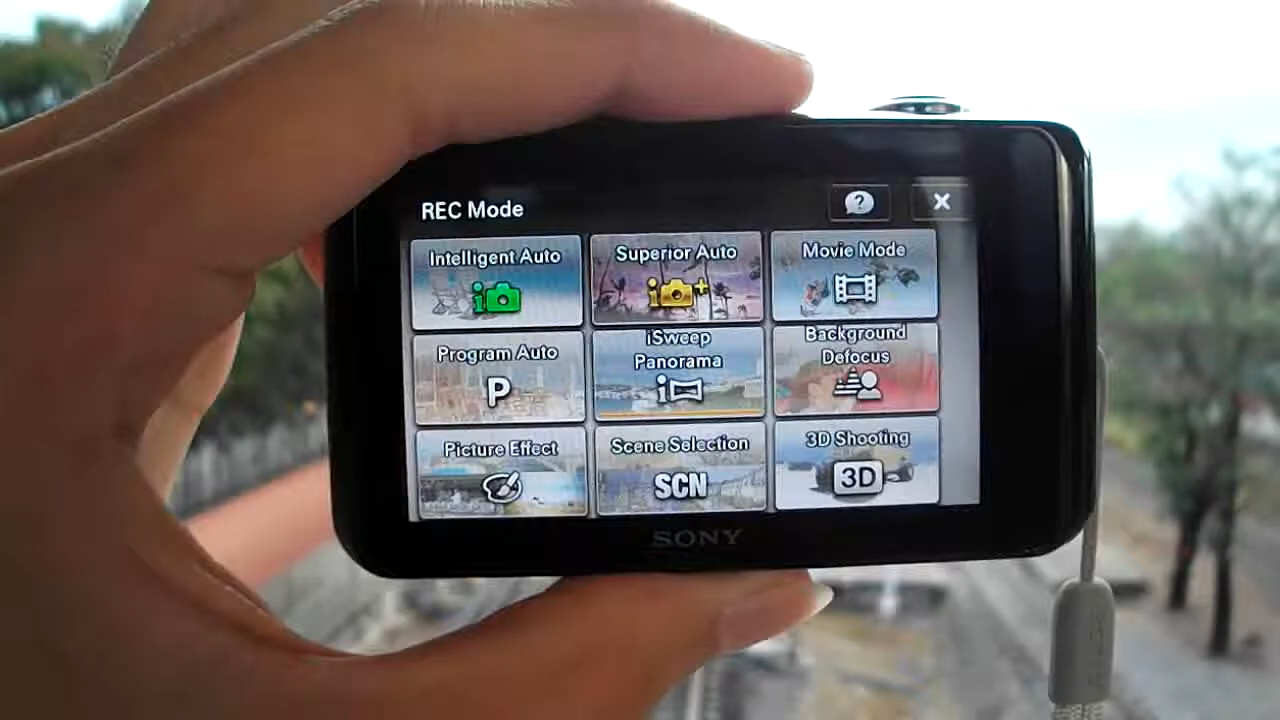 REC Mode ? X
Intelligent Auto
Superior Auto
Movie Mode
i
i +
Program Auto
P
iSweep
Panorama
i
Background
Defocus
Picture Effect
Scene Selection
SCN
3D Shooting
3D
SONY